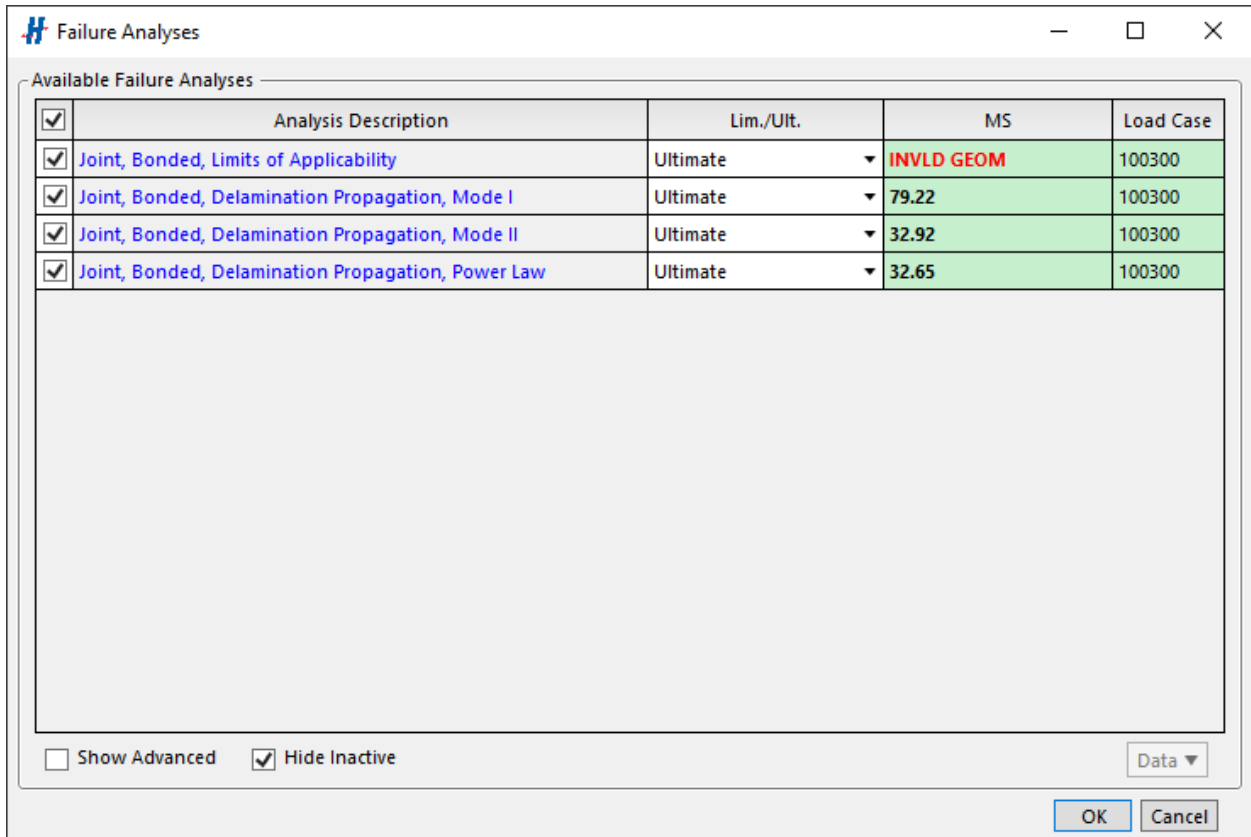 Failure Analyses
Available Failure Analyses
Analysis Description Lim./Ult. MS Load Case
Joint, Bonded, Limits of Applicability Ultimate INVLD GEOM 100300
Joint, Bonded, Delamination Propagation, Mode I Ultimate 79.22 100300
Joint, Bonded, Delamination Propagation, Mode II Ultimate 32.92 100300
Joint, Bonded, Delamination Propagation, Power Law Ultimate 32.65 100300
Show Advanced Hide Inactive Data
OK Cancel